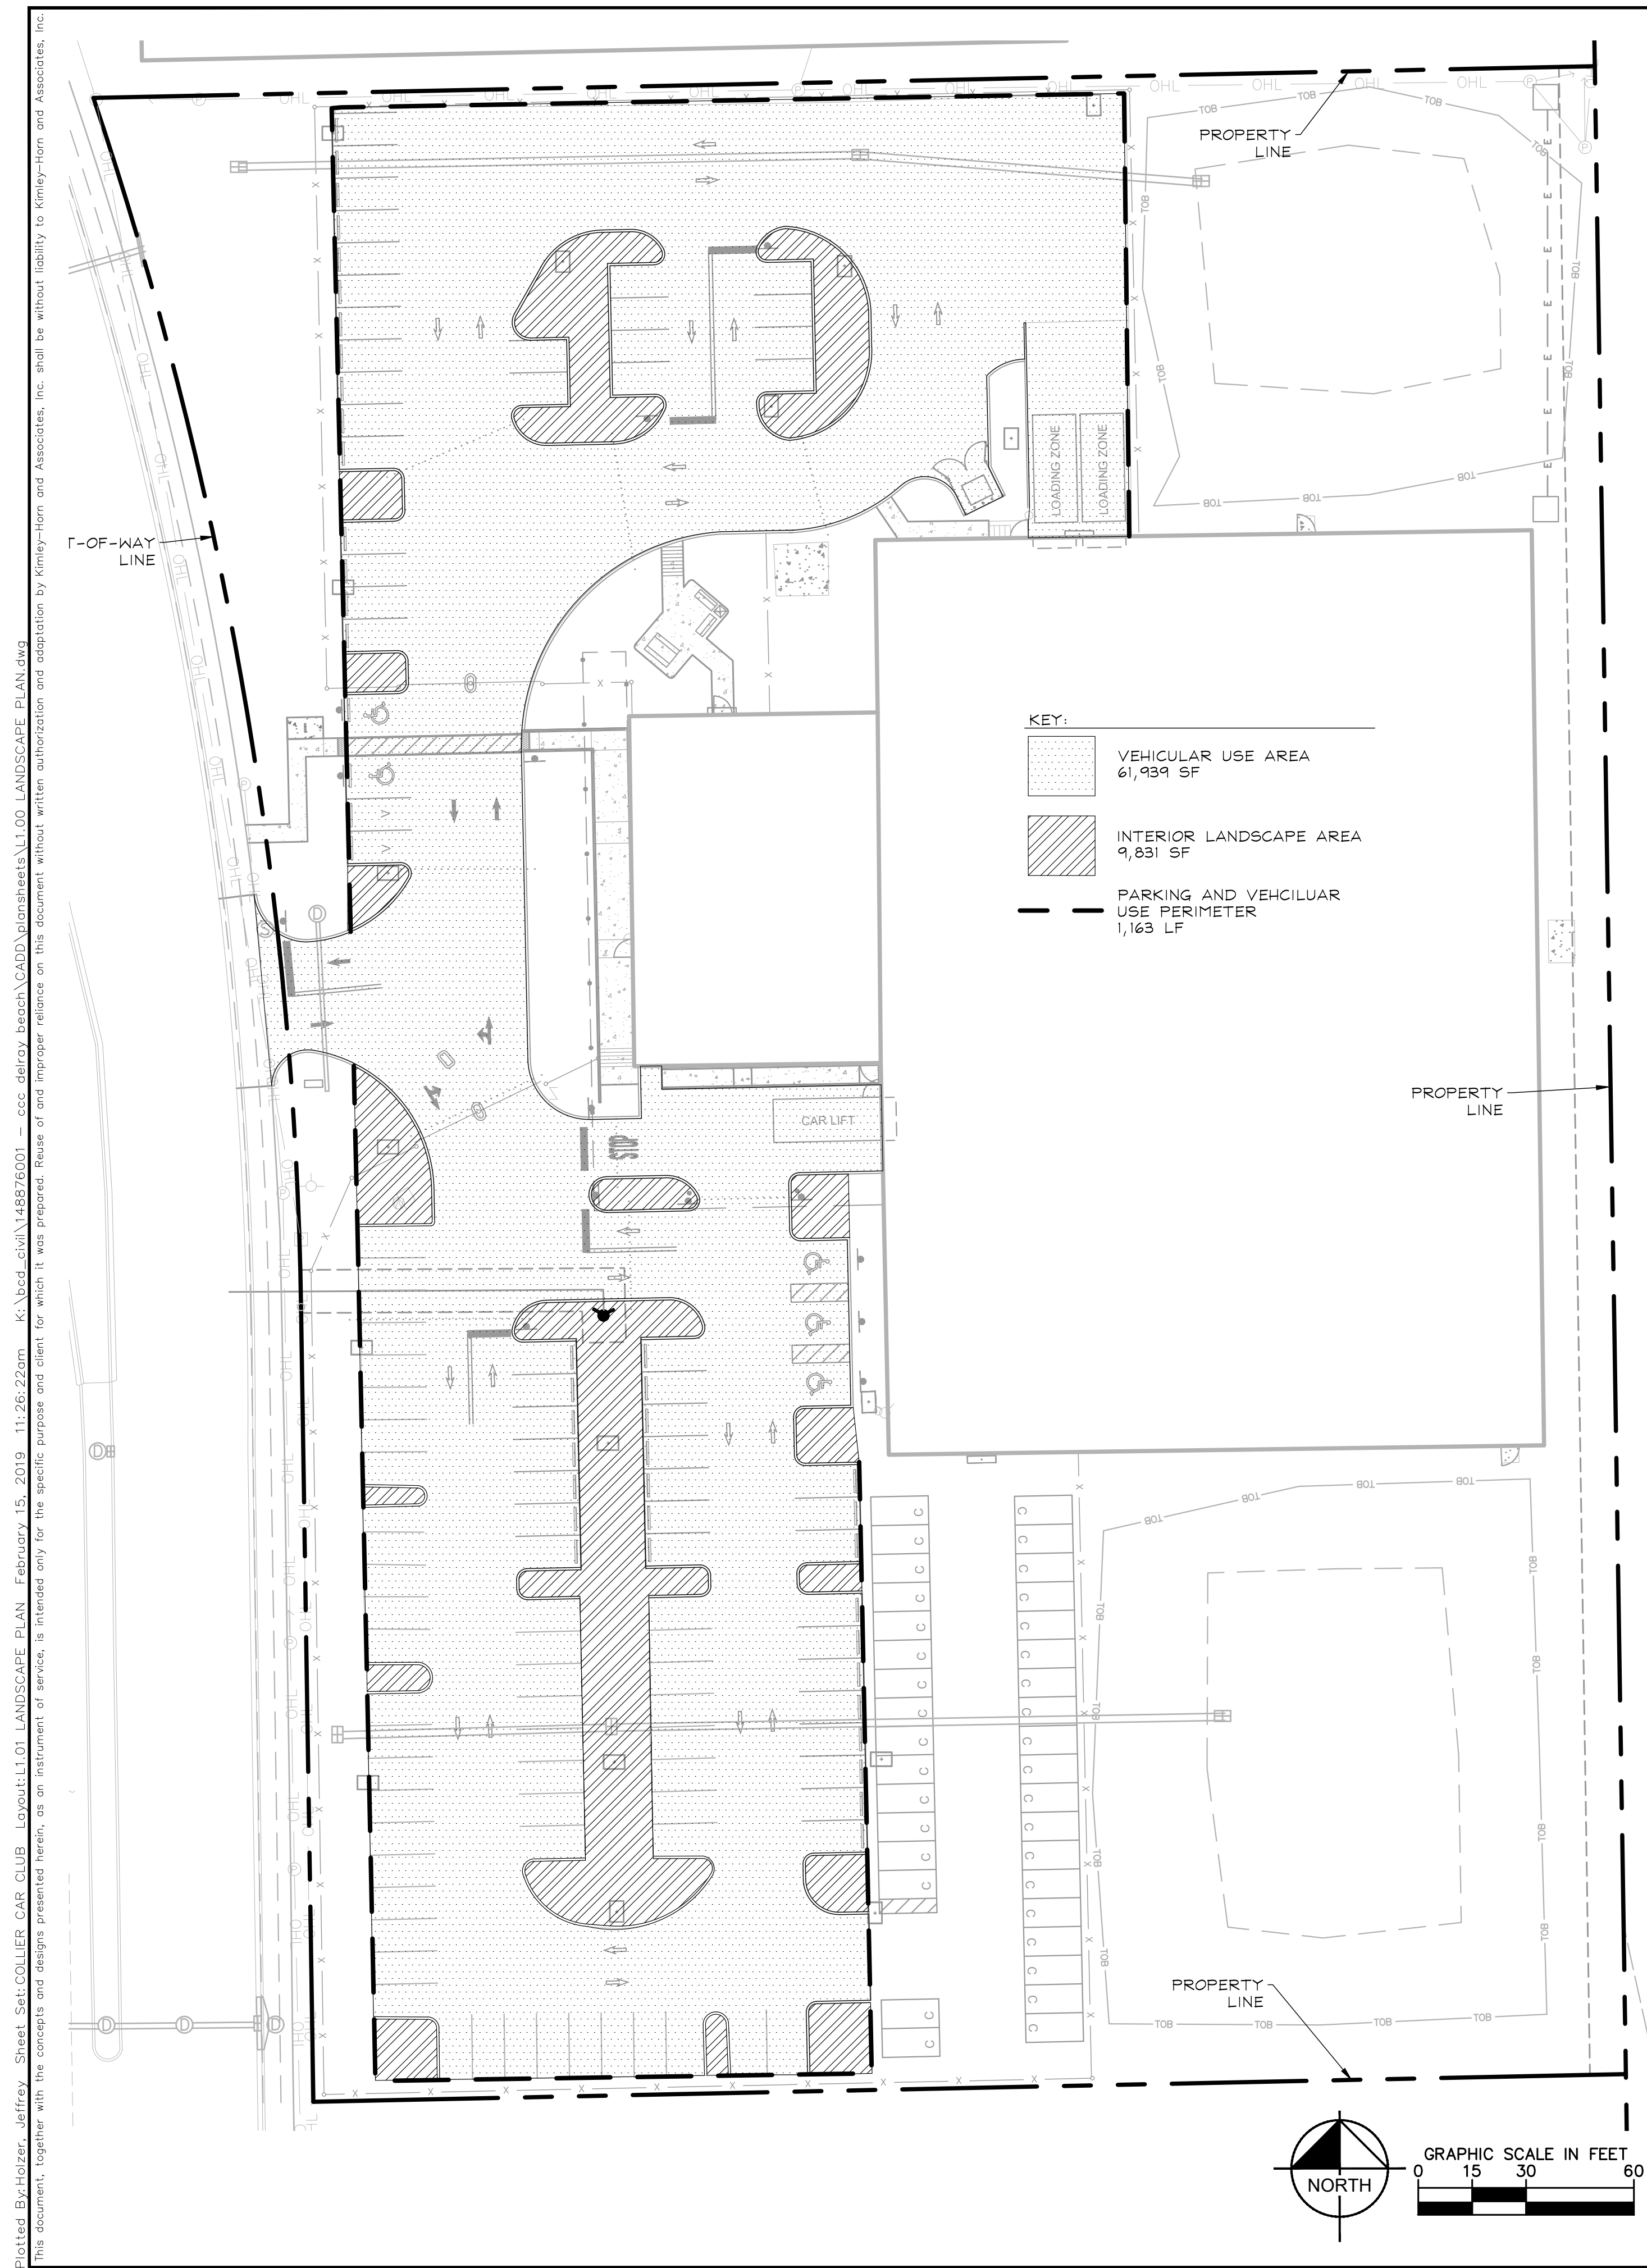 Plotted By: Holzer, Jeffrey   Sheet Set: COLLIER CAR CLUB   Layout: L1.01 LANDSCAPE PLAN   February 15, 2019   11:26:22am   K:\bcd_civil\148876001 - ccc delray beach\CADD\plansheets\L1.00 LANDSCAPE PLAN.dwg
This document, together with the concepts and designs presented herein, as an instrument of service, is intended only for the specific purpose and client for which it was prepared. Reuse of and improper reliance on this document without written authorization and adaptation by Kimley-Horn and Associates, Inc. shall be without liability to Kimley-Horn and Associates, Inc.
PROPERTY
LINE
T-OF-WAY
LINE
LOADING ZONE
LOADING ZONE
KEY:
VEHICULAR USE AREA
61,939 SF
INTERIOR LANDSCAPE AREA
9,831 SF
PARKING AND VEHCILUAR
USE PERIMETER
1,163 LF
PROPERTY
LINE
CAR LIFT
STOP
PROPERTY
LINE
NORTH
GRAPHIC SCALE IN FEET
0 15 30 60